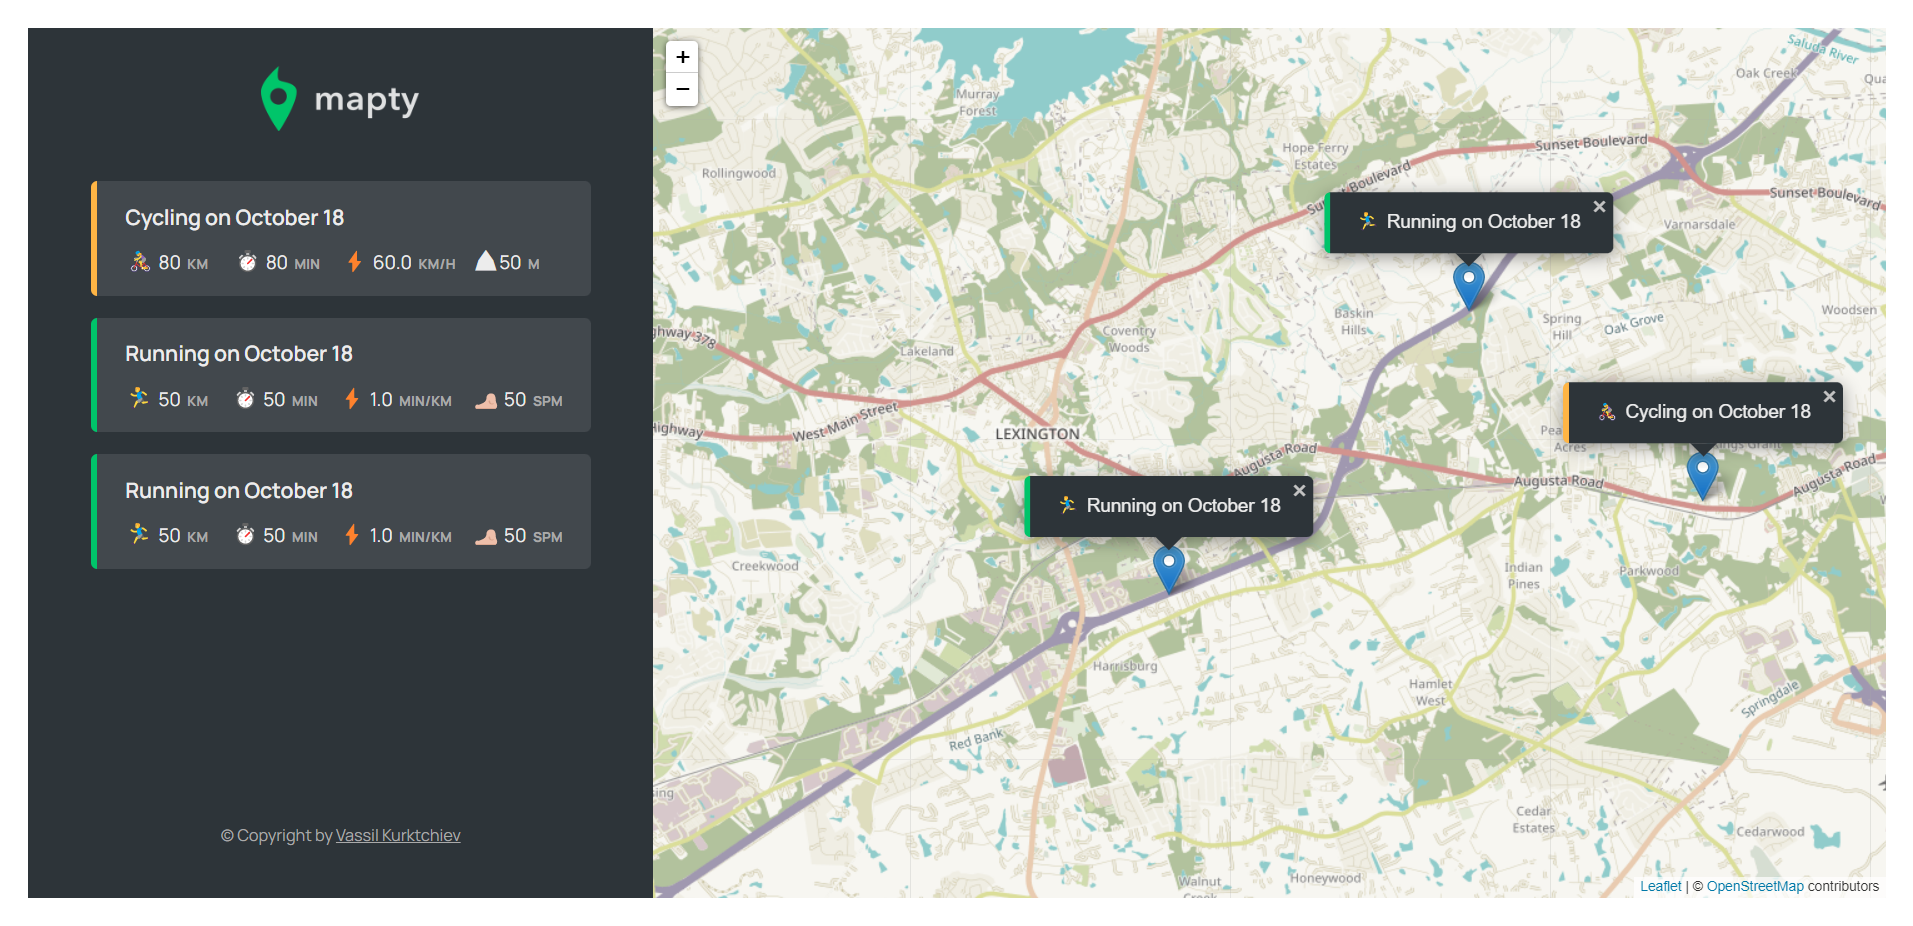 mapty
Cycling on October 18
80 KM 80 MIN 60.0 KM/H 50 M
Running on October 18
50 KM 50 MIN 1.0 MIN/KM 50 SPM
Running on October 18
50 KM 50 MIN 1.0 MIN/KM 50 SPM
© Copyright by Vassil Kurktchiev
+
−
Saluda River
Oak Creek
Qua
Murray
Forest
Hope Ferry
Estates
Sunset Boulevard
Rollingwood
Boulevard
Su
Sunset Boulevard
Running on October 18 ×
Varnarsdale
Baskin
Hills
Spring
Hill
Oak Grove
Woodsen
ghway 378
Coventry
Woods
Lakeland
Cycling on October 18 ×
West Main Street
Highway
LEXINGTON
Pea
Acres
ngs Grant
Augusta Road
Augusta Road
Augusta Road
Running on October 18 ×
Creekwood
Indian
Pines
Parkwood
Harrisburg
Hamlet
West
Springdale
Red Bank
sing
Cedar
Estates
Cedarwood
Walnut
Creek
Honeywood
Leaflet | © OpenStreetMap contributors